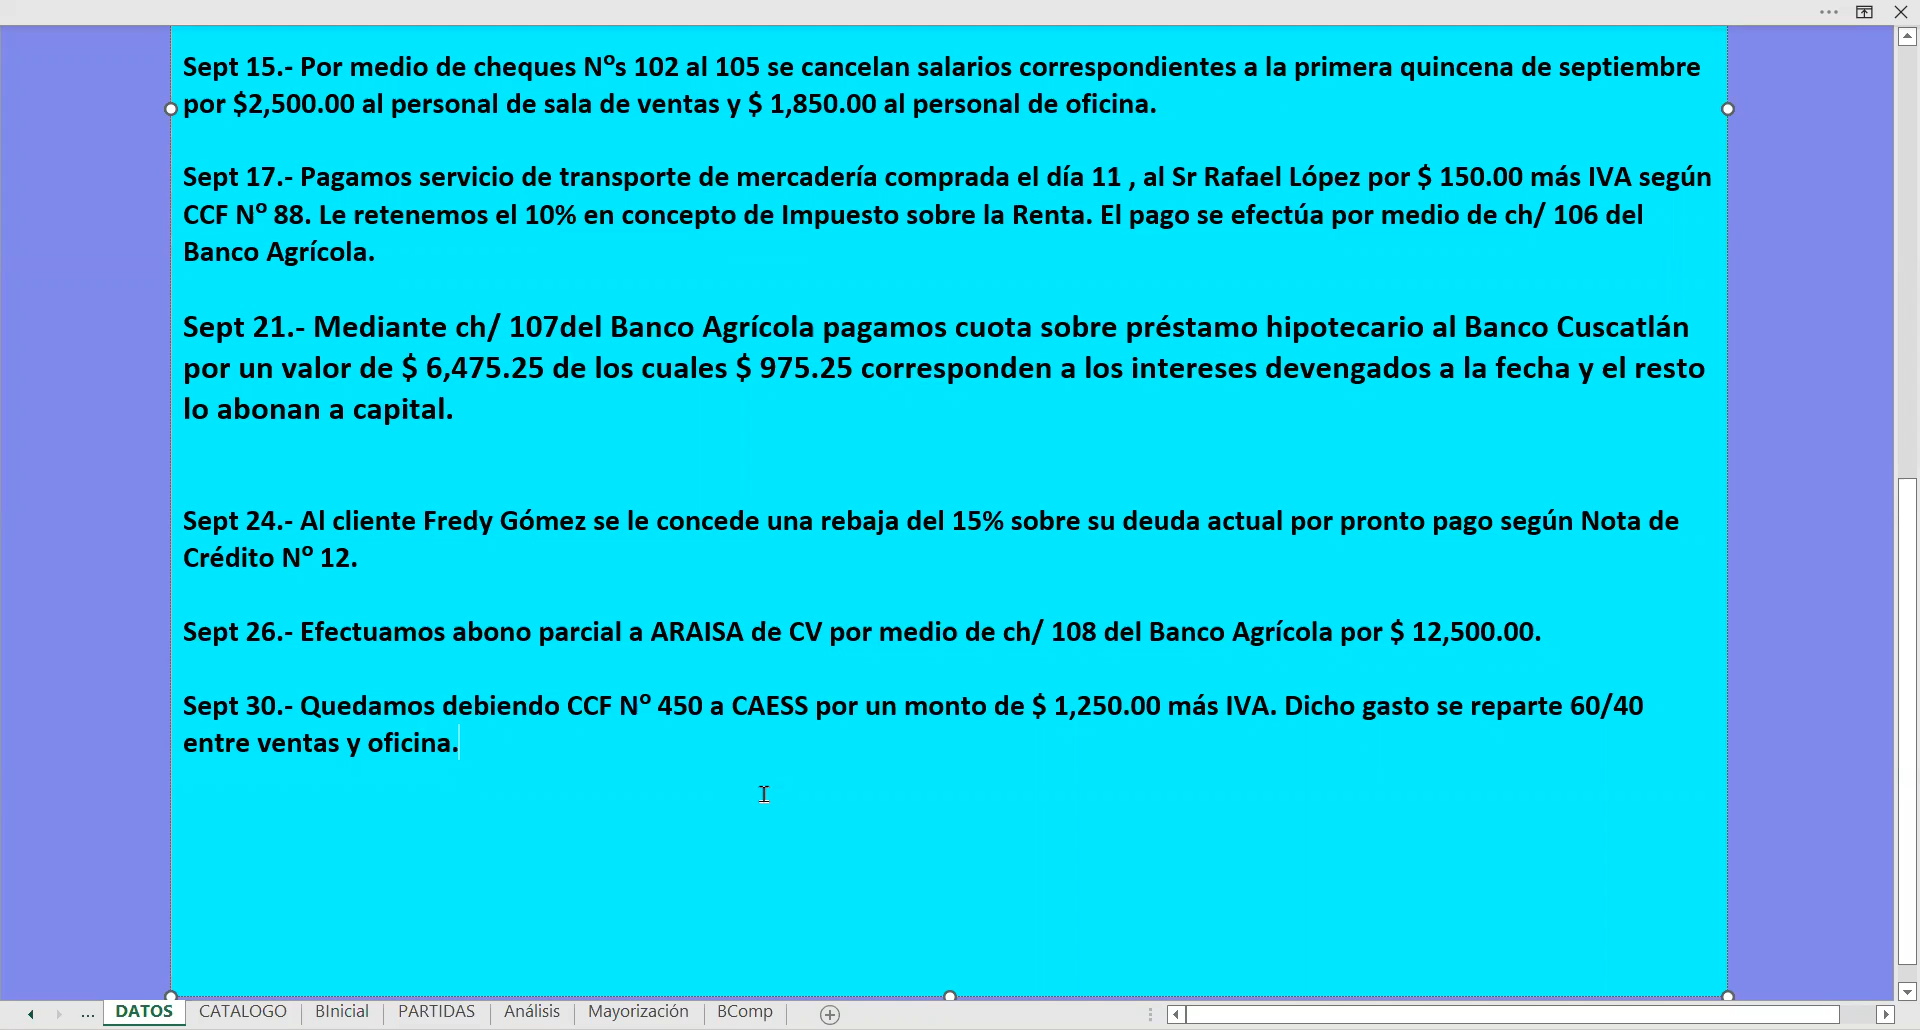 Sept 15.- Por medio de cheques Nºs 102 al 105 se cancelan salarios correspondientes a la primera quincena de septiembre
por $2,500.00 al personal de sala de ventas y $ 1,850.00 al personal de oficina.
Sept 17.- Pagamos servicio de transporte de mercadería comprada el día 11 , al Sr Rafael López por $ 150.00 más IVA según
CCF Nº 88. Le retenemos el 10% en concepto de Impuesto sobre la Renta. El pago se efectúa por medio de ch/ 106 del
Banco Agrícola.
Sept 21.- Mediante ch/ 107del Banco Agrícola pagamos cuota sobre préstamo hipotecario al Banco Cuscatlán
por un valor de $ 6,475.25 de los cuales $ 975.25 corresponden a los intereses devengados a la fecha y el resto
lo abonan a capital.
Sept 24.- Al cliente Fredy Gómez se le concede una rebaja del 15% sobre su deuda actual por pronto pago según Nota de
Crédito Nº 12.
Sept 26.- Efectuamos abono parcial a ARAISA de CV por medio de ch/ 108 del Banco Agrícola por $ 12,500.00.
Sept 30.- Quedamos debiendo CCF Nº 450 a CAESS por un monto de $ 1,250.00 más IVA. Dicho gasto se reparte 60/40
entre ventas y oficina.
... DATOS CATALOGO BInicial PARTIDAS Análisis Mayorización BComp